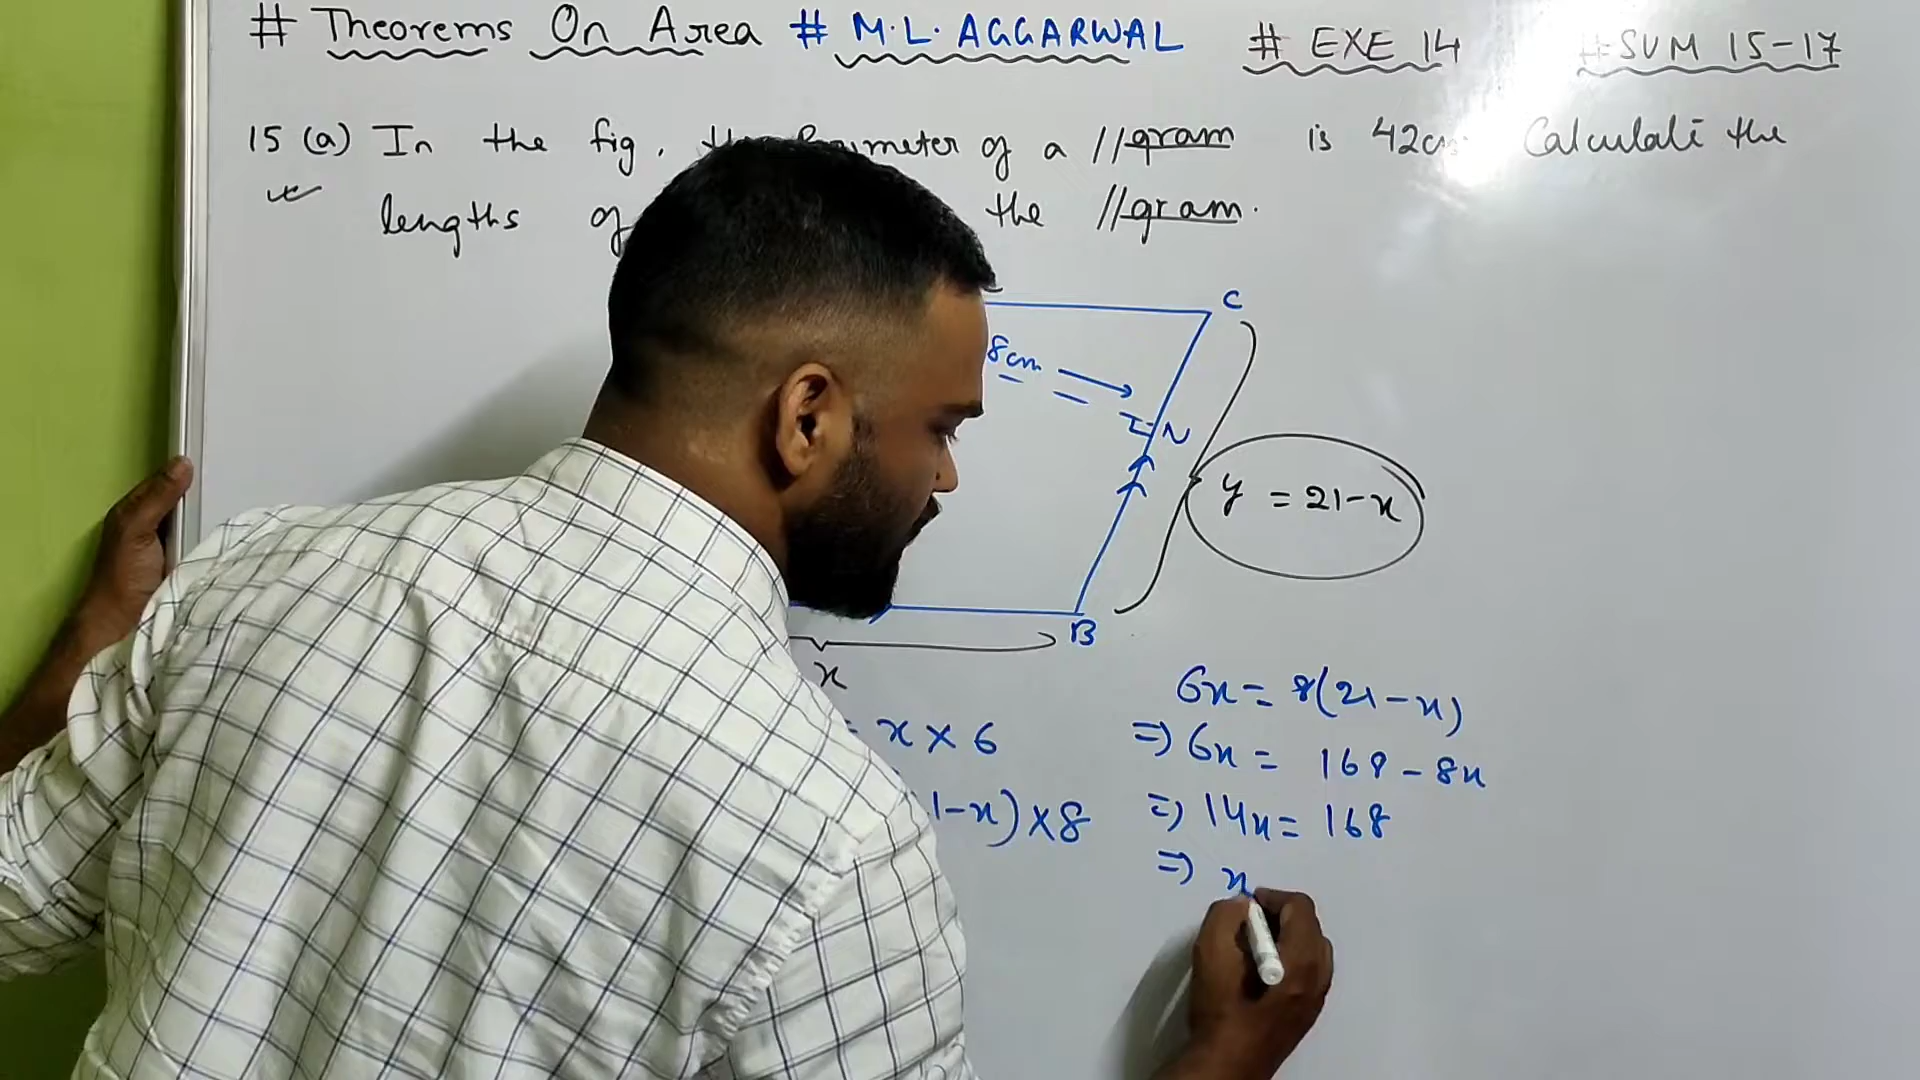 # Theorems On Area # M.L. AGGARWAL # EXE 14 # SUM 15-17
15 (a) In the fig. the Perimeter of a //gram is 42cm Calculate the
lengths of the //gram.
C
8cm
N
y = 21-x
B
x
6x = 8(21-x)
= x × 6
⇒ 6x = 168 - 8x
1-x) × 8
⇒ 14x = 168
⇒ x